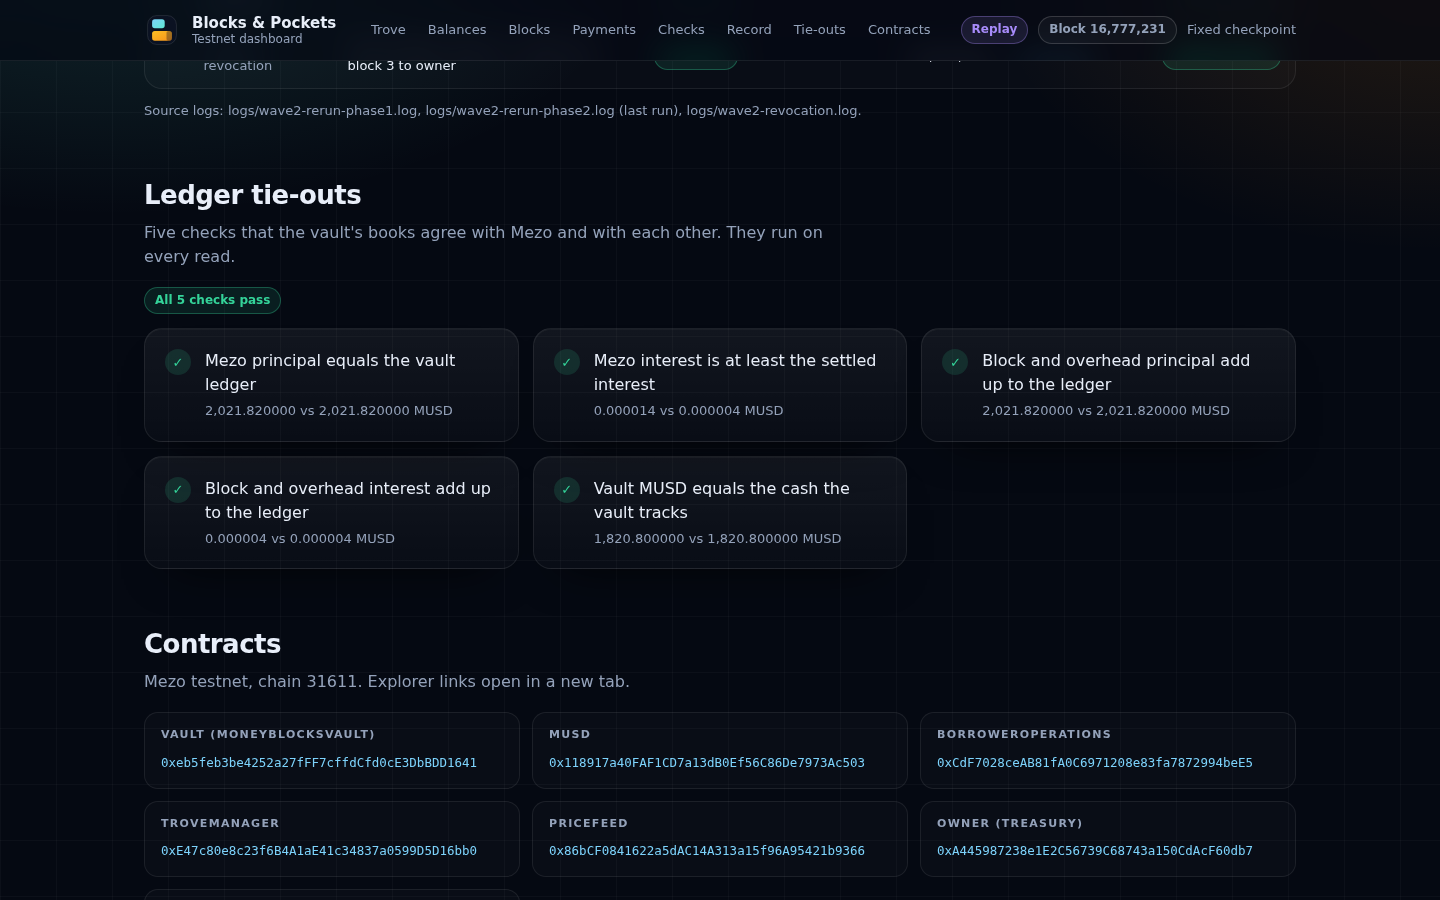 Blocks & Pockets
Testnet dashboard
Trove Balances Blocks Payments Checks Record Tie-outs Contracts Replay Block 16,777,231 Fixed checkpoint
revocation block 3 to owner
Source logs: logs/wave2-rerun-phase1.log, logs/wave2-rerun-phase2.log (last run), logs/wave2-revocation.log.
Ledger tie-outs
Five checks that the vault's books agree with Mezo and with each other. They run on
every read.
All 5 checks pass
✓ Mezo principal equals the vault
ledger
2,021.820000 vs 2,021.820000 MUSD
✓ Mezo interest is at least the settled
interest
0.000014 vs 0.000004 MUSD
✓ Block and overhead principal add
up to the ledger
2,021.820000 vs 2,021.820000 MUSD
✓ Block and overhead interest add up
to the ledger
0.000004 vs 0.000004 MUSD
✓ Vault MUSD equals the cash the
vault tracks
1,820.800000 vs 1,820.800000 MUSD
Contracts
Mezo testnet, chain 31611. Explorer links open in a new tab.
VAULT (MONEYBLOCKSVAULT)
0xeb5feb3be4252a27fFF7cffdCfd0cE3DbBDD1641
MUSD
0x118917a40FAF1CD7a13dB0Ef56C86De7973Ac503
BORROWEROPERATIONS
0xCdF7028ceAB81fA0C6971208e83fa7872994beE5
TROVEMANAGER
0xE47c80e8c23f6B4A1aE41c34837a0599D5D16bb0
PRICEFEED
0x86bCF0841622a5dAC14A313a15f96A95421b9366
OWNER (TREASURY)
0xA445987238e1E2C56739C68743a150CdAcF60db7